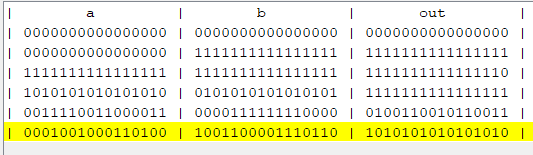 |       a          |        b         |       out        |
| 0000000000000000 | 0000000000000000 | 0000000000000000 |
| 0000000000000000 | 1111111111111111 | 1111111111111111 |
| 1111111111111111 | 1111111111111111 | 1111111111111110 |
| 1010101010101010 | 0101010101010101 | 1111111111111111 |
| 0011110011000011 | 0000111111110000 | 0100110010110011 |
| 0001001000110100 | 1001100001110110 | 1010101010101010 |